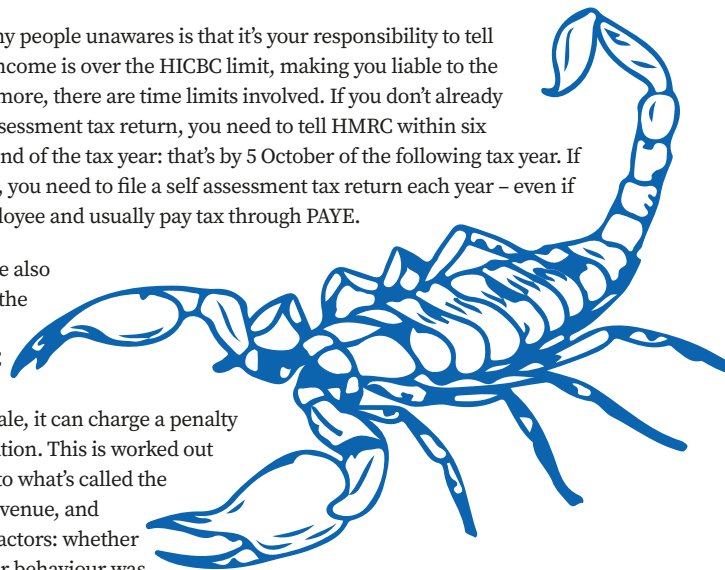 ny people unawares is that it's your responsibility to tell
ncome is over the HICBC limit, making you liable to the
more, there are time limits involved. If you don't already
ssessment tax return, you need to tell HMRC within six
nd of the tax year: that's by 5 October of the following tax year. If
, you need to file a self assessment tax return each year – even if
loyee and usually pay tax through PAYE.
e also
the
ale, it can charge a penalty
tion. This is worked out
to what's called the
venue, and
actors: whether
r behaviour was